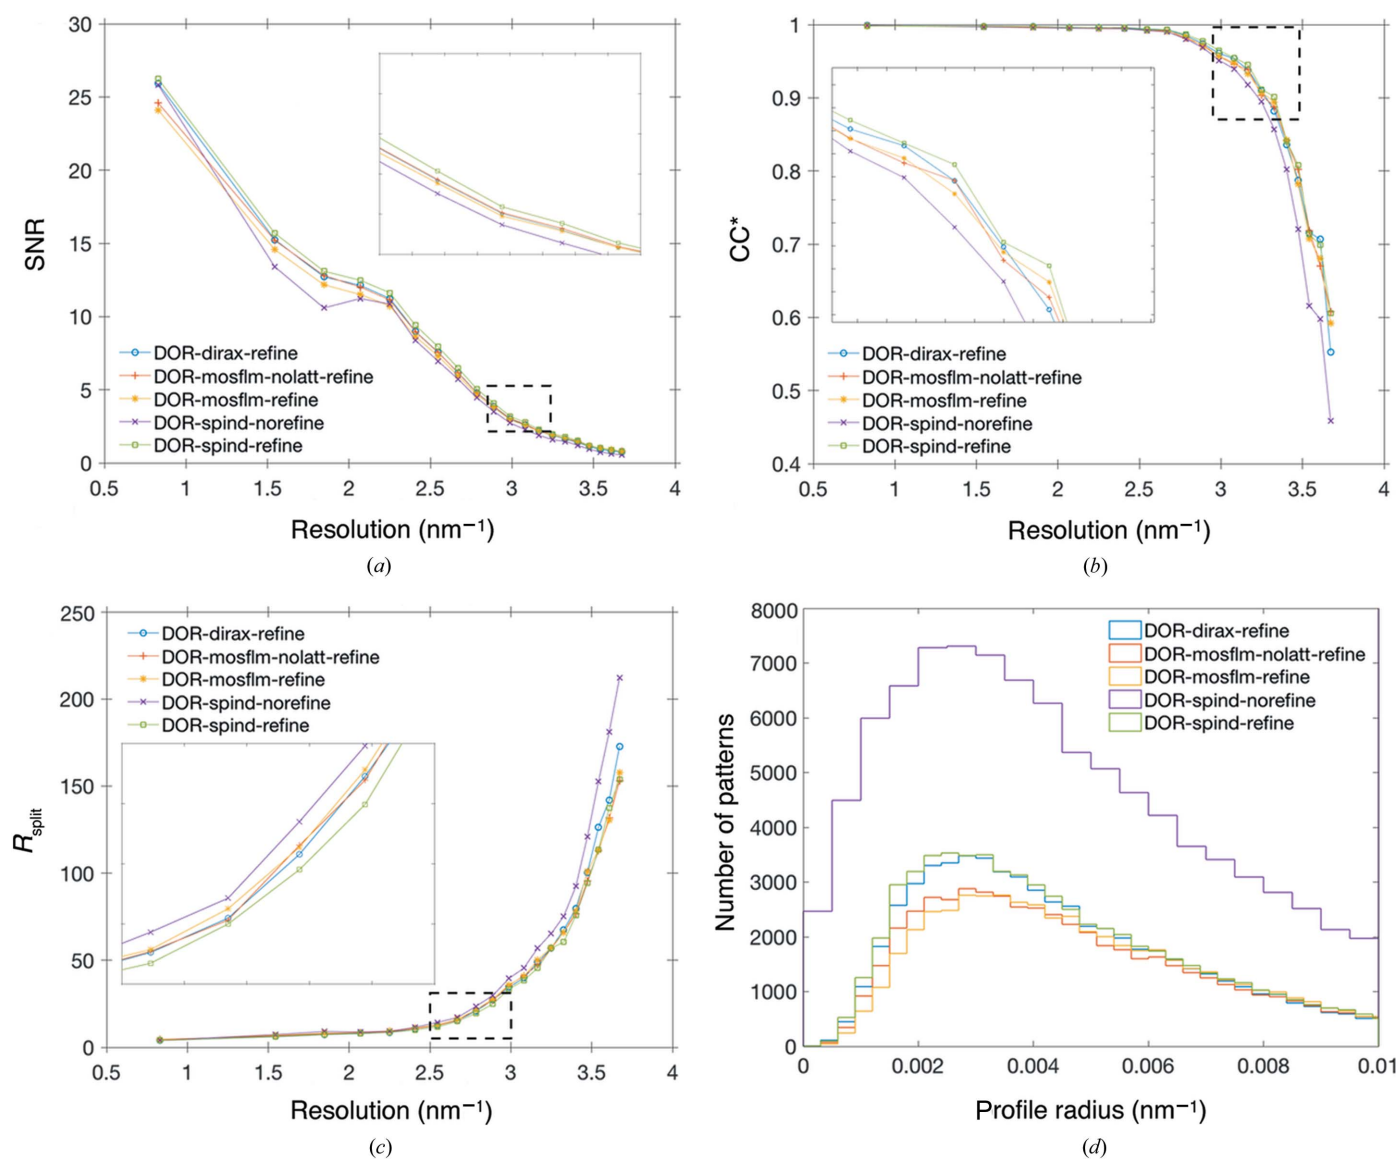 SNR
30
25
20
15
10
5
0
0.5 1 1.5 2 2.5 3 3.5 4
DOR-dirax-refine
DOR-mosflm-nolatt-refine
DOR-mosflm-refine
DOR-spind-norefine
DOR-spind-refine
Resolution (nm⁻¹)
(a)
CC*
1
0.9
0.8
0.7
0.6
0.5
0.4
0.5 1 1.5 2 2.5 3 3.5 4
DOR-dirax-refine
DOR-mosflm-nolatt-refine
DOR-mosflm-refine
DOR-spind-norefine
DOR-spind-refine
Resolution (nm⁻¹)
(b)
Rsplit
250
200
150
100
50
0
0.5 1 1.5 2 2.5 3 3.5 4
DOR-dirax-refine
DOR-mosflm-nolatt-refine
DOR-mosflm-refine
DOR-spind-norefine
DOR-spind-refine
Resolution (nm⁻¹)
(c)
Number of patterns
8000
7000
6000
5000
4000
3000
2000
1000
0
0 0.002 0.004 0.006 0.008 0.01
DOR-dirax-refine
DOR-mosflm-nolatt-refine
DOR-mosflm-refine
DOR-spind-norefine
DOR-spind-refine
Profile radius (nm⁻¹)
(d)